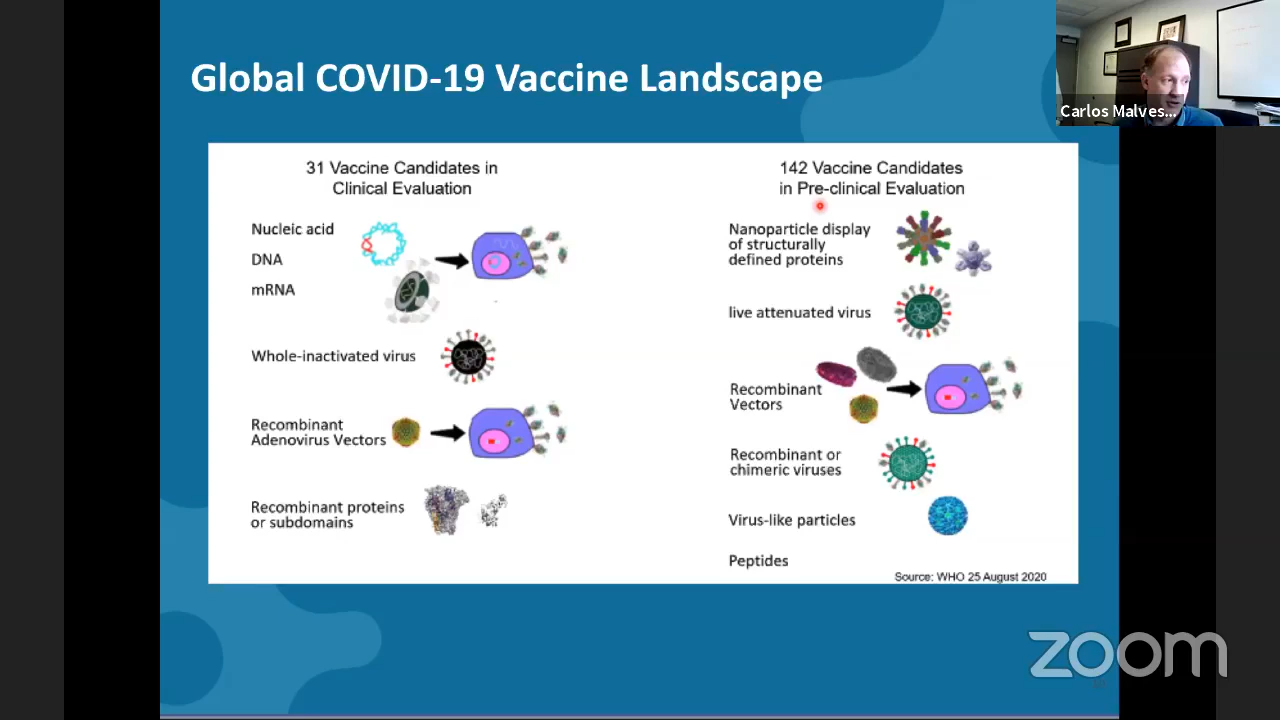 Global COVID-19 Vaccine Landscape
Carlos Malves...
31 Vaccine Candidates in
Clinical Evaluation
Nucleic acid
DNA
mRNA
Whole-inactivated virus
Recombinant
Adenovirus Vectors
Recombinant proteins
or subdomains
142 Vaccine Candidates
in Pre-clinical Evaluation
Nanoparticle display
of structurally
defined proteins
live attenuated virus
Recombinant
Vectors
Recombinant or
chimeric viruses
Virus-like particles
Peptides
Source: WHO 25 August 2020
zoom